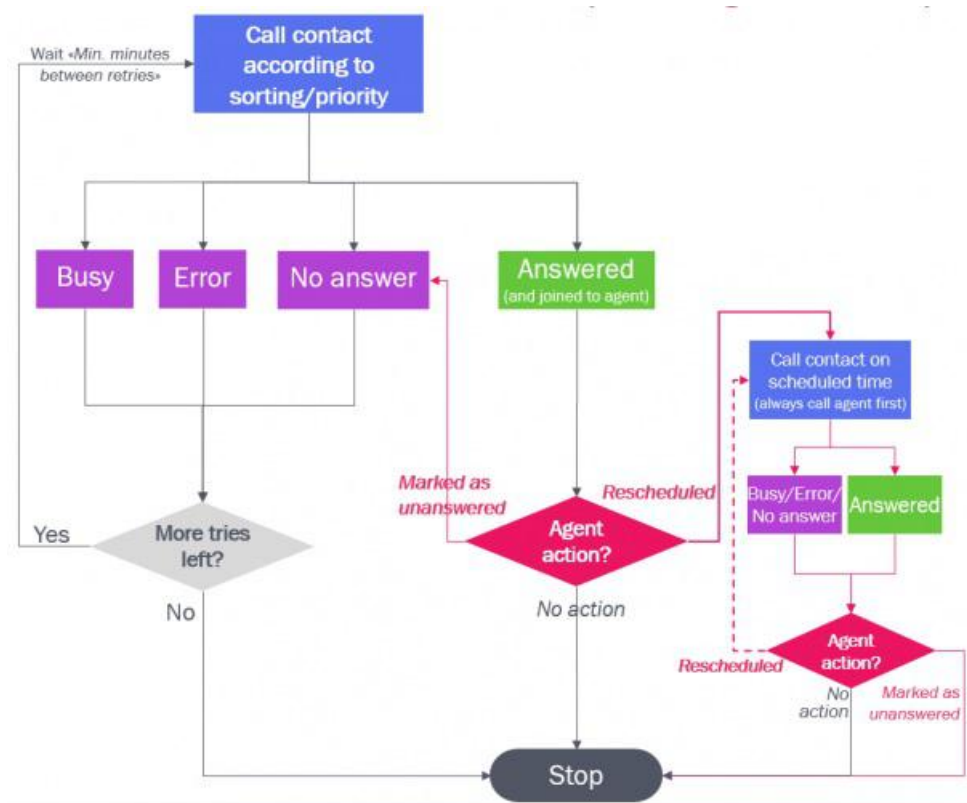 Call contact
according to
sorting/priority
Wait «Min. minutes
between retries»
Busy
Error
No answer
Answered
(and joined to agent)
Call contact on
scheduled time
(always call agent first)
Busy/Error/
No answer
Answered
Marked as
unanswered
Rescheduled
Agent
action?
More tries
left?
Yes
No
No action
Agent
action?
Rescheduled
No
action
Marked as
unanswered
Stop